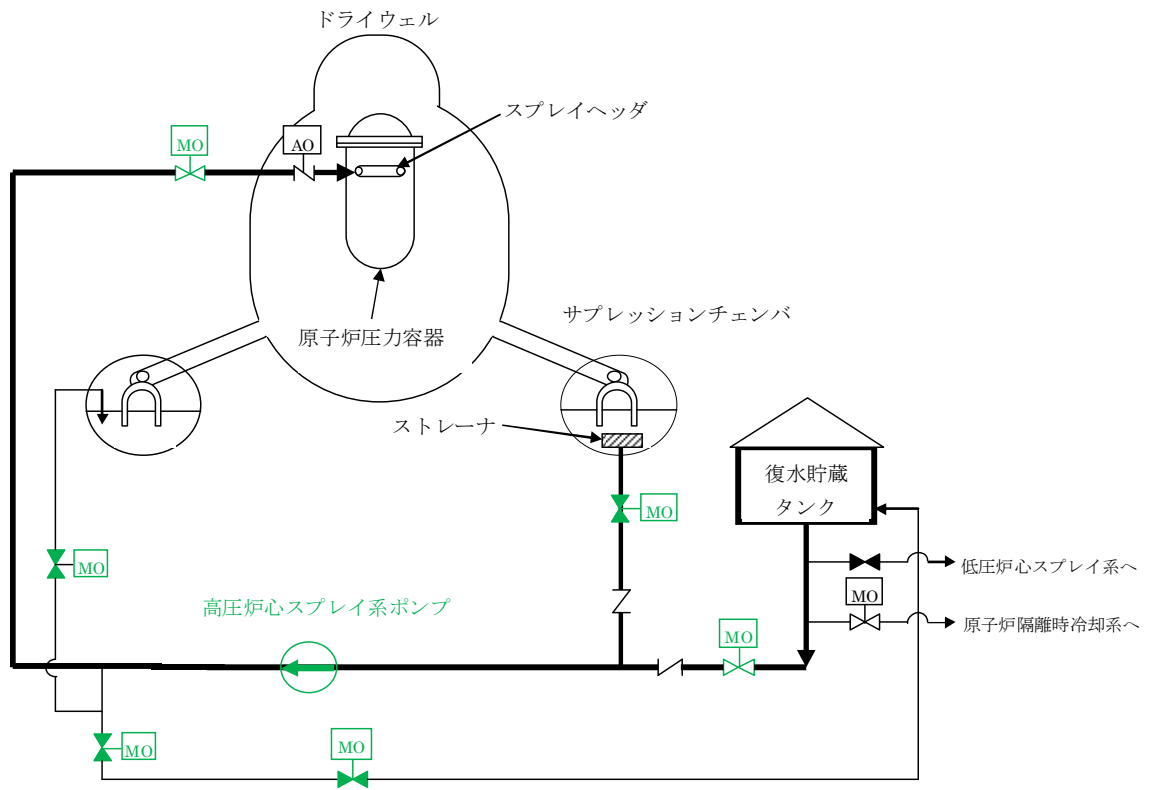 ドライウェル
スプレイヘッダ
MO
AO
サプレッションチェンバ
原子炉圧力容器
ストレーナ
復水貯蔵
タンク
MO
MO
低圧炉心スプレイ系へ
MO
高圧炉心スプレイ系ポンプ
原子炉隔離時冷却系へ
MO
MO
MO